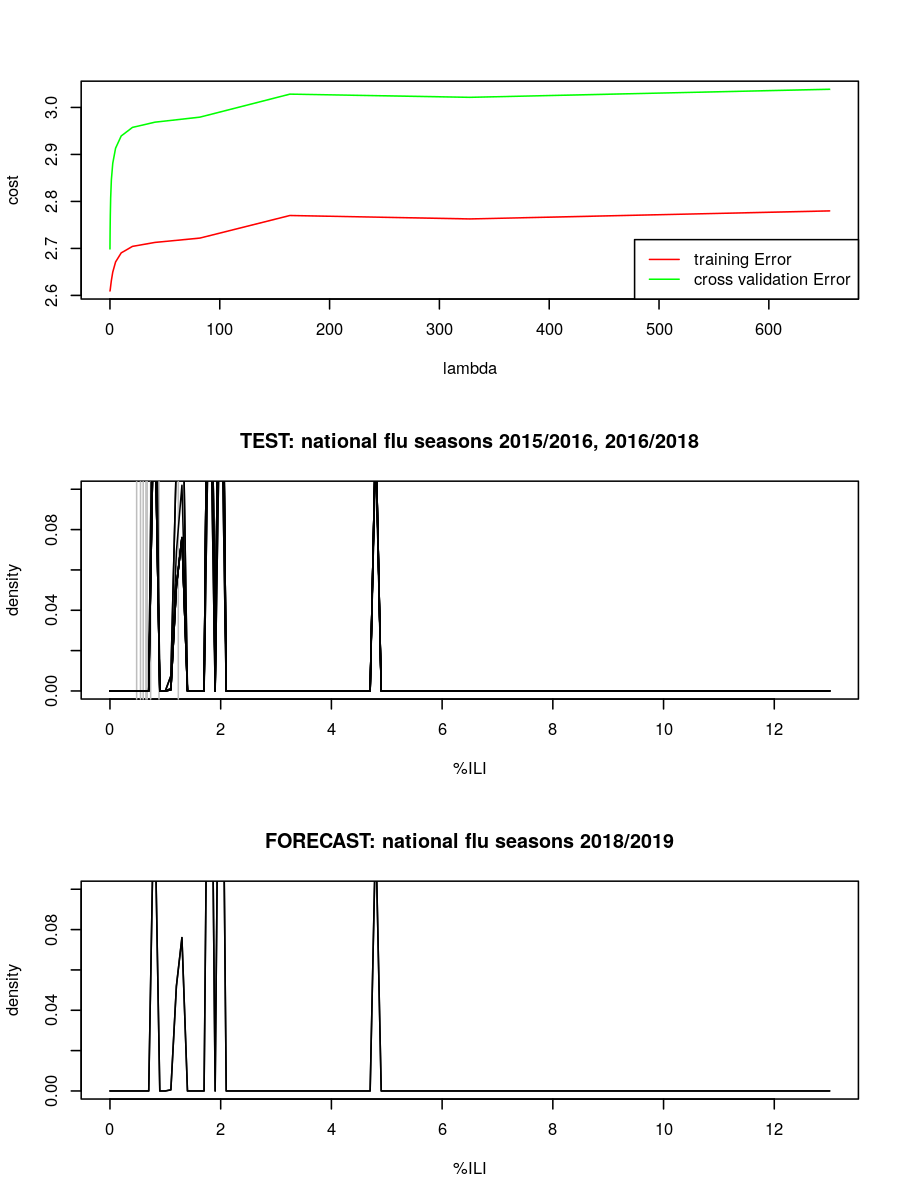 cost
3.0
2.9
2.8
2.7
2.6
training Error
cross validation Error
0 100 200 300 400 500 600
lambda
TEST: national flu seasons 2015/2016, 2016/2018
density
0.08
0.04
0.00
0 2 4 6 8 10 12
%ILI
FORECAST: national flu seasons 2018/2019
density
0.08
0.04
0.00
0 2 4 6 8 10 12
%ILI